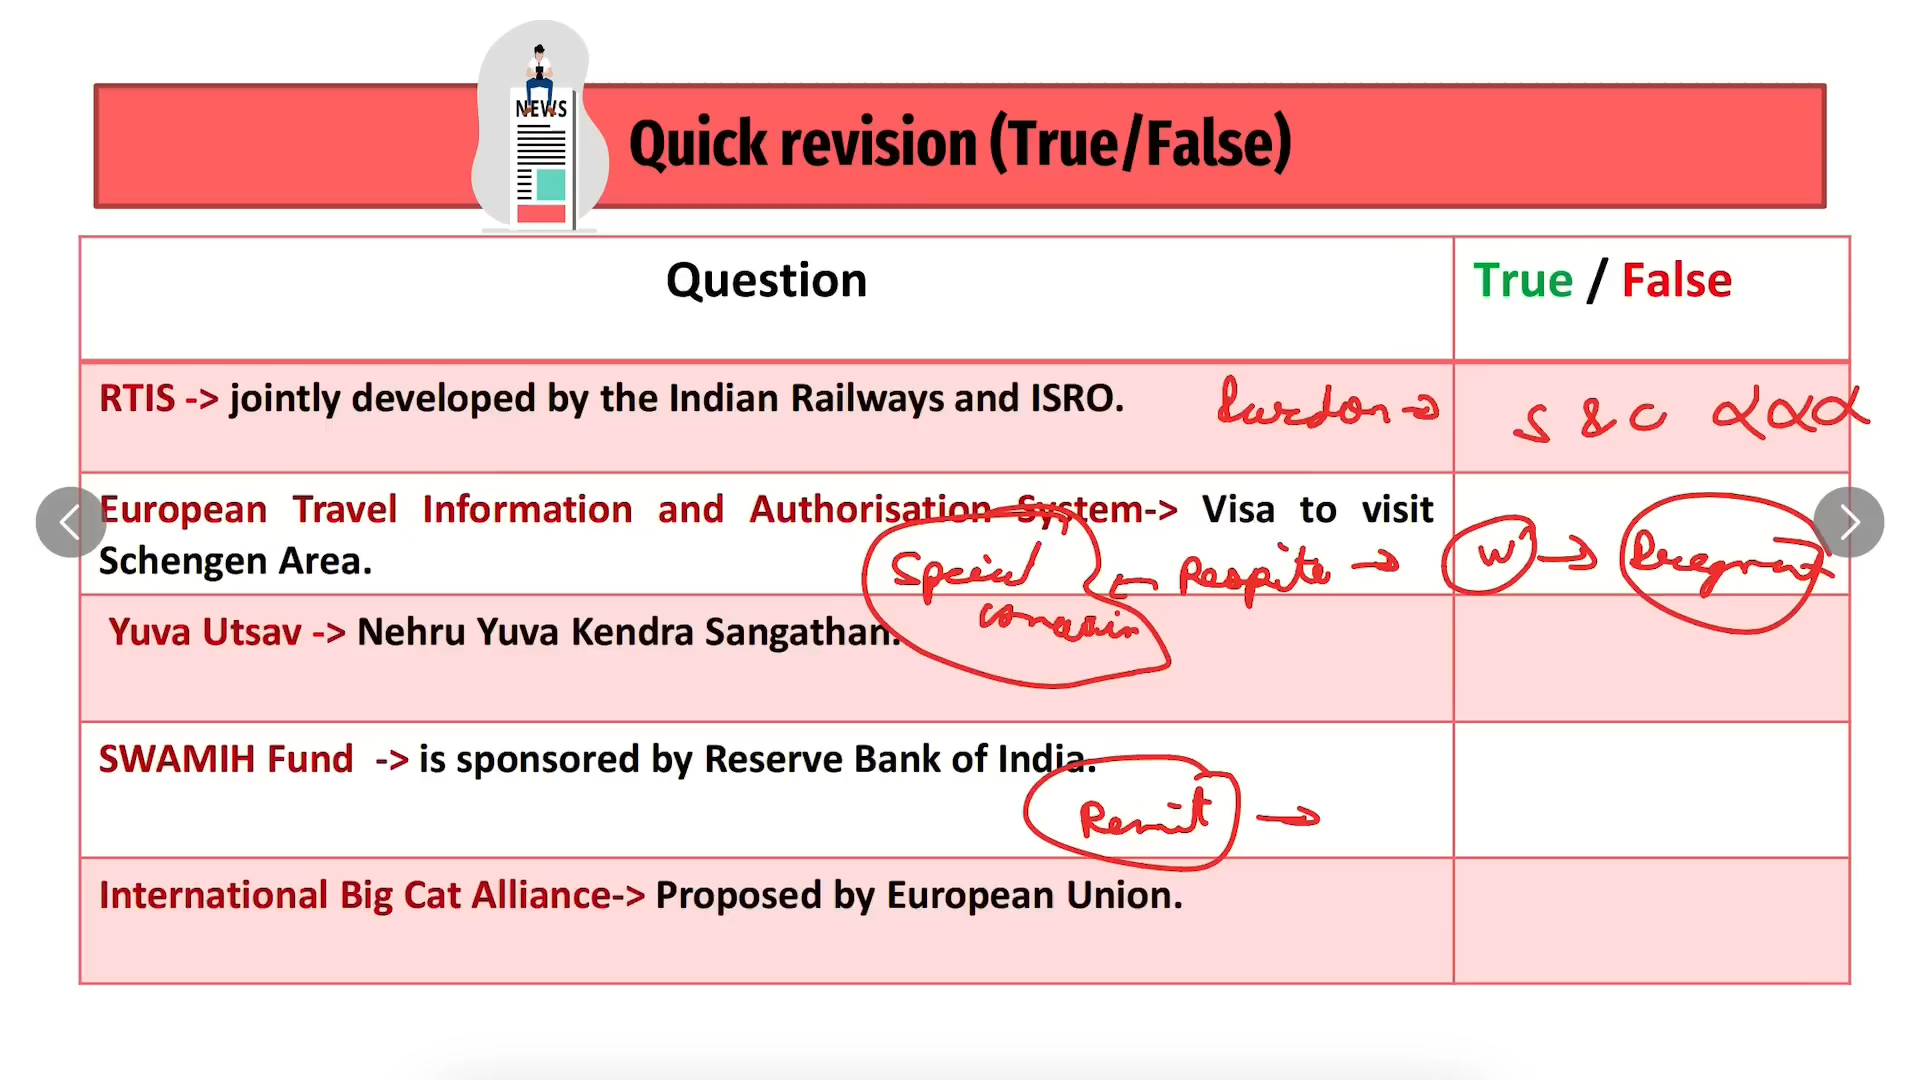 NEWS
Quick revision (True/False)
Question
True / False
RTIS -> jointly developed by the Indian Railways and ISRO.
Pardon →
S & C
European Travel Information and Authorisation System-> Visa to visit
Schengen Area.
Special ← Respite → W → Pregnant
Yuva Utsav -> Nehru Yuva Kendra Sangathan.
SWAMIH Fund -> is sponsored by Reserve Bank of India.
Remit →
International Big Cat Alliance-> Proposed by European Union.